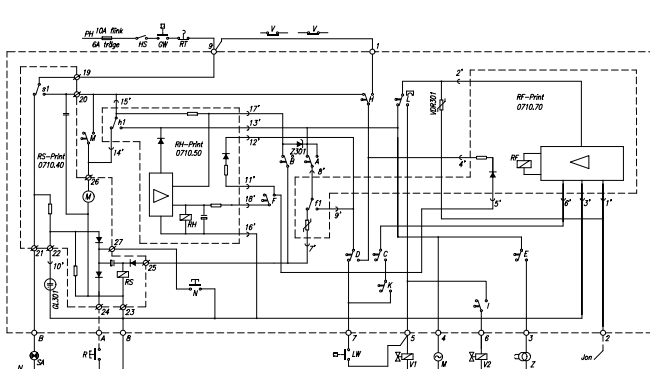 V V
PH 10A flink
6A träge HS GW RT 9 1
19
s1 20 15' 17' H L 2'
h1 13' VDR301 RF-Print
0710.70
M 12' Z301
RS-Print
0710.40 14' RH-Print
0710.50 B A 4' RF
26 11' 8'
M 18' F f1 5' 6' 3' 1'
RH 9'
27 16' 7'
21 22 25 D C E
10' RS
GL301 N K
24 23 I
B A 8 7 5 4 6 3 2
SA R LW V1 M V2 Z Jon
N